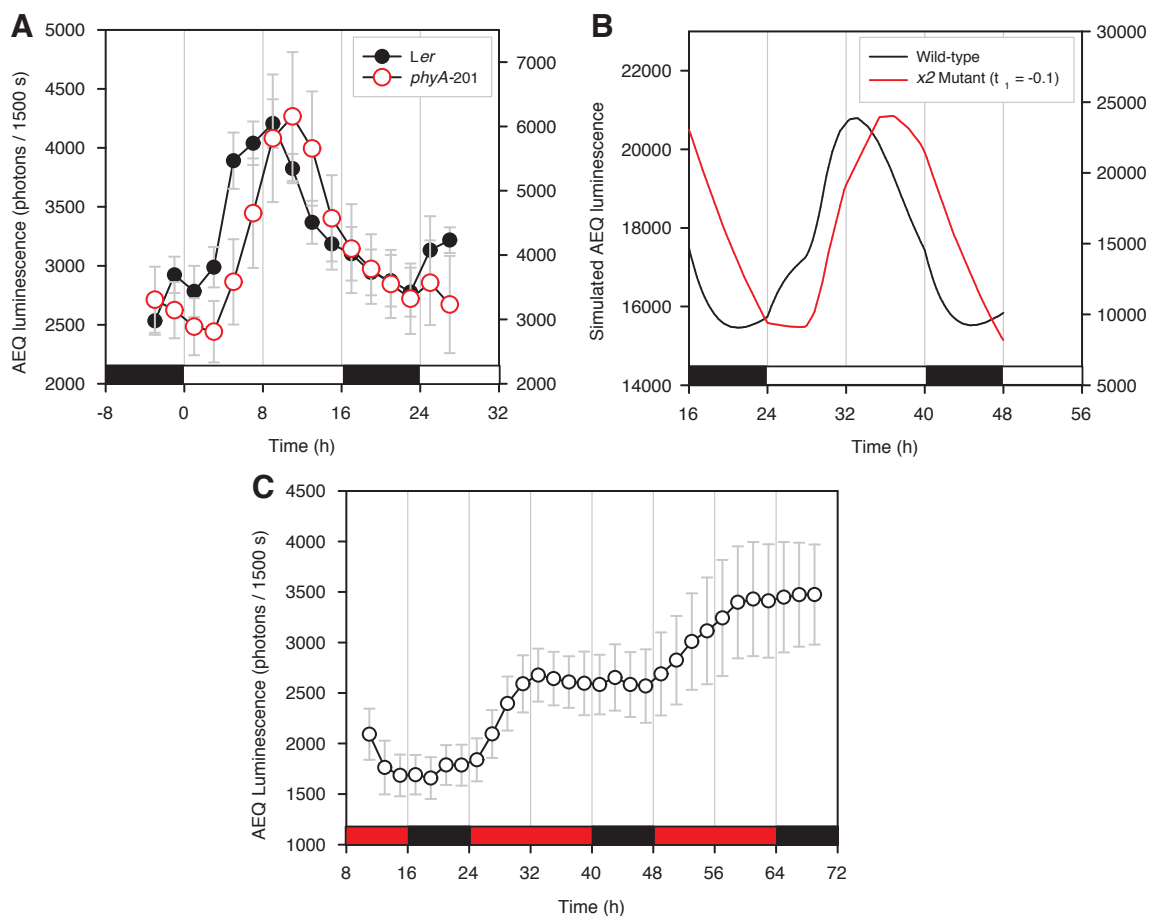 A
AEQ luminescence (photons / 1500 s)
5000
4500
4000
3500
3000
2500
2000
Ler
phyA-201
7000
6000
5000
4000
3000
2000
-8 0 8 16 24 32
Time (h)
B
Simulated AEQ luminescence
22000
20000
18000
16000
14000
Wild-type
x2 Mutant (t 1 = -0.1)
30000
25000
20000
15000
10000
5000
16 24 32 40 48 56
Time (h)
C
AEQ Luminescence (photons / 1500 s)
4500
4000
3500
3000
2500
2000
1500
1000
8 16 24 32 40 48 56 64 72
Time (h)